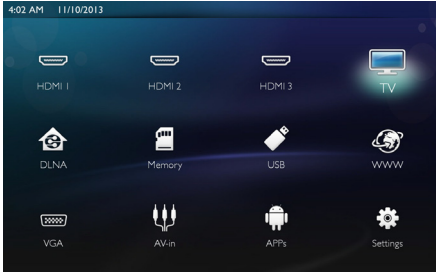 4:02 AM 11/10/2013
HDMI 1 HDMI 2 HDMI 3 TV
DLNA Memory USB WWW
VGA AV-in APPs Settings